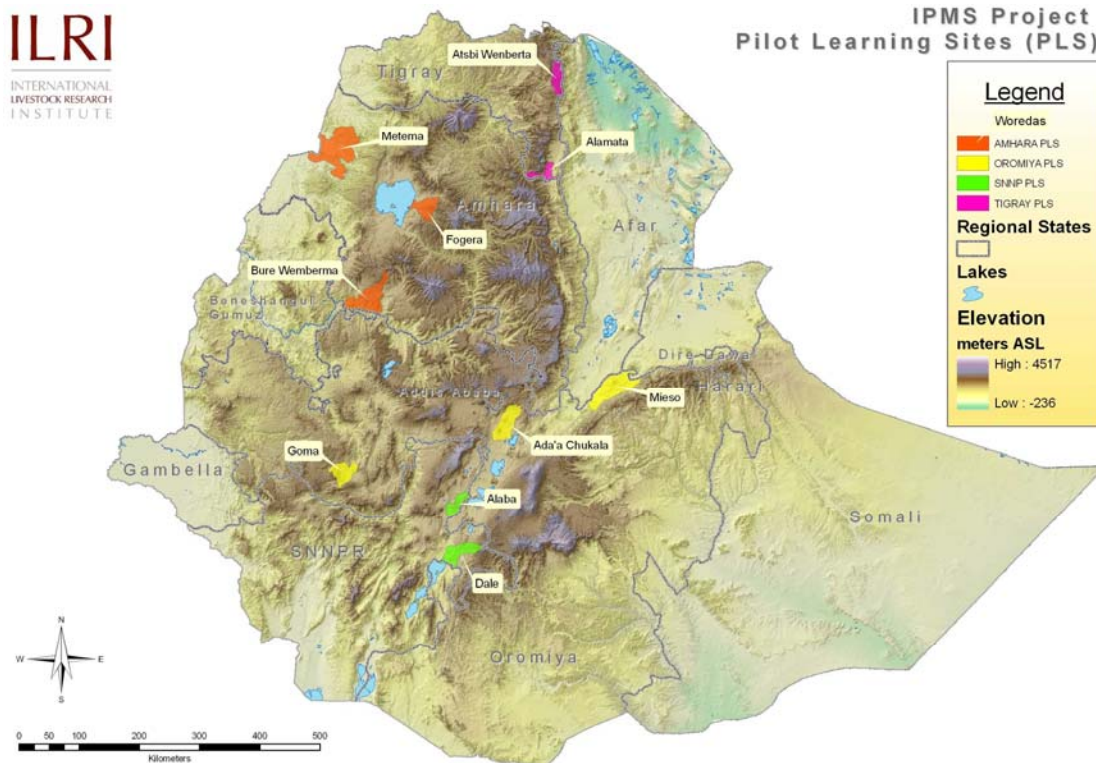 ILRI
INTERNATIONAL
LIVESTOCK RESEARCH
INSTITUTE
IPMS Project
Pilot Learning Sites (PLS)
Legend
Woredas
AMHARA PLS
OROMIYA PLS
SNNP PLS
TIGRAY PLS
Regional States
Lakes
Elevation
meters ASL
High : 4517
Low : -236
Atsbi Wenberta
Tigray
Metema
Alamata
Amhara
Afar
Fogera
Bure Wemberma
Beneshangul
Gumuz
Dire Dawa
Harari
Addis Ababa
Mieso
Ada'a Chukala
Goma
Gambella
Alaba
Somali
SNNPR
Dale
Oromiya
N
W
E
S
0 50 100 200 300 400 500
Kilometers